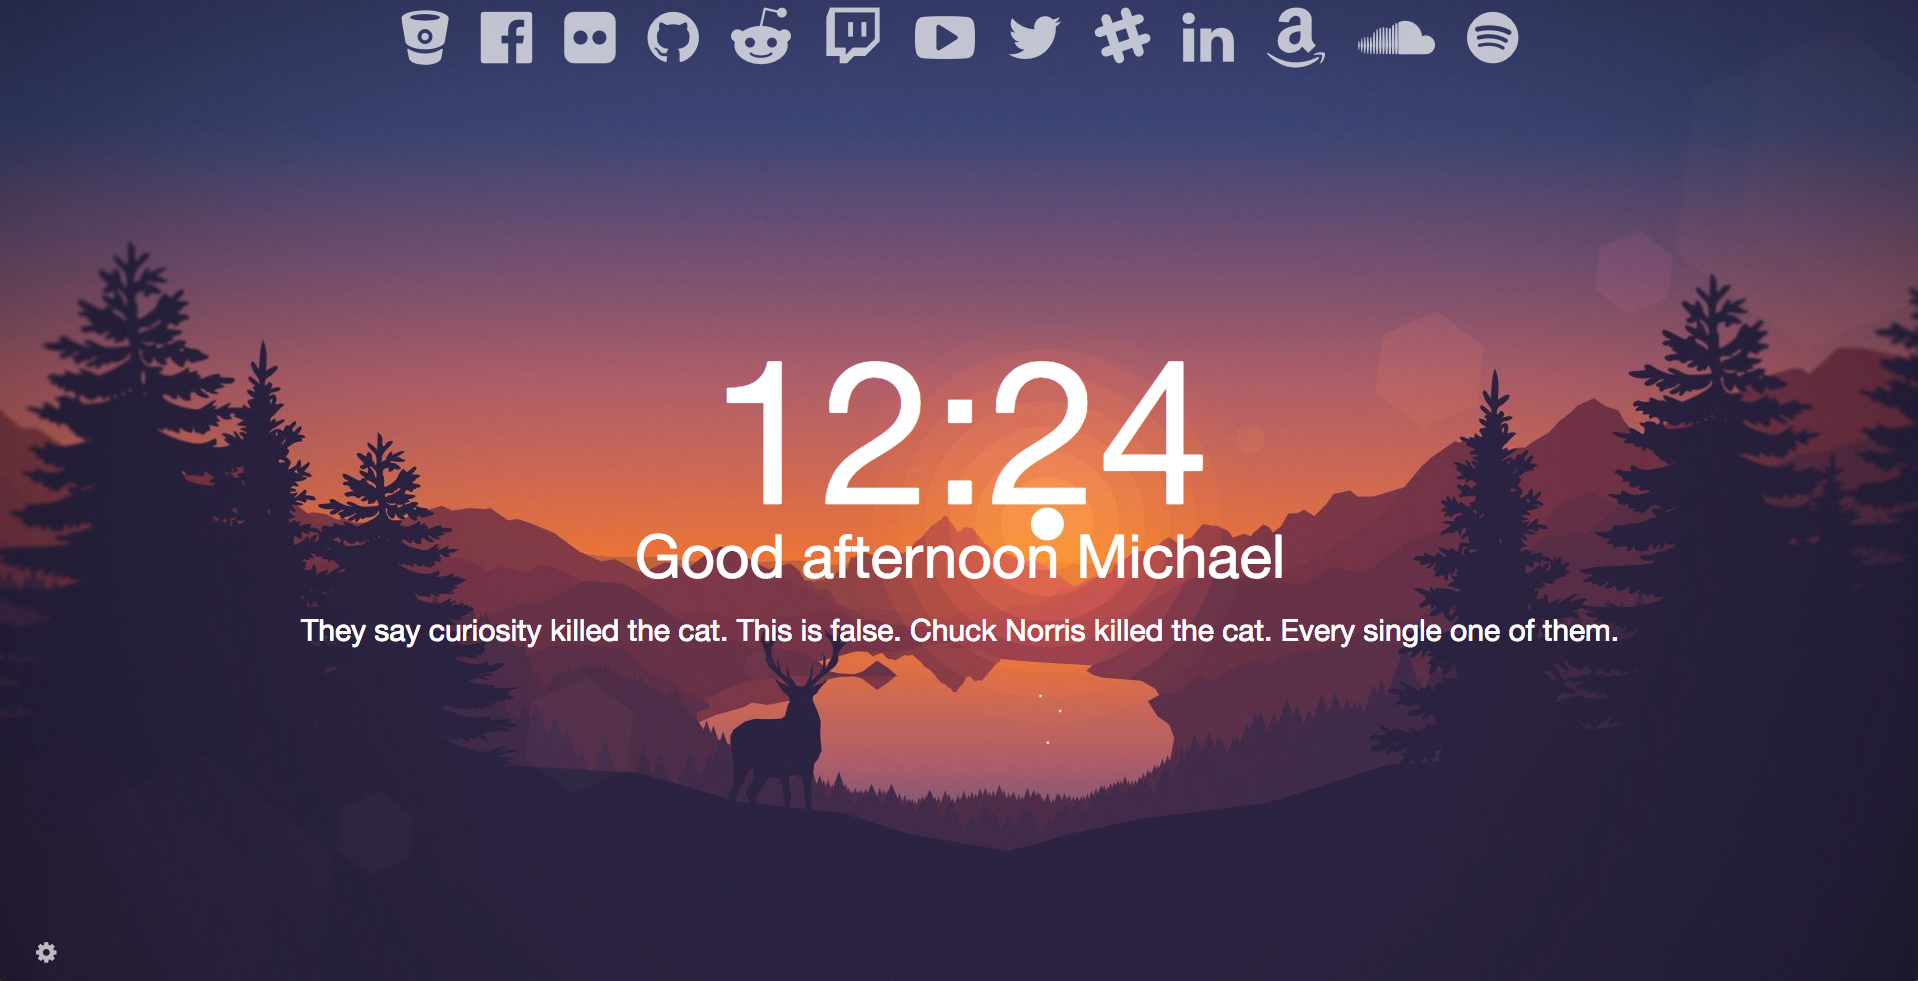 12:24
Good afternoon Michael
They say curiosity killed the cat. This is false. Chuck Norris killed the cat. Every single one of them.